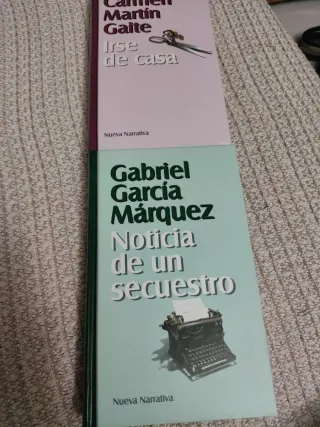 Carmen
Martín
Gaite
Irse
de casa
Nueva Narrativa
Gabriel
García
Márquez
Noticia
de un
secuestro
Nueva Narrativa